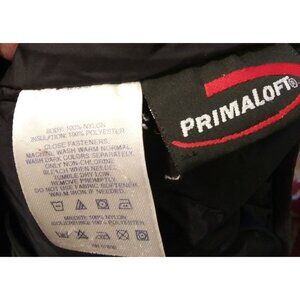 BODY: 100% NYLON
INSULATION: 100% POLYESTER
CLOSE FASTENERS.
MACHINE WASH WARM NORMAL.
WASH DARK COLORS SEPARATELY.
ONLY NON-CHLORINE
BLEACH WHEN NEEDED.
TUMBLE DRY LOW.
REMOVE PROMPTLY.
DO NOT USE FABRIC SOFTENER.
WARM IRON IF NEEDED.
100% NYLON
100% POLYESTER
PRIMALOFT®